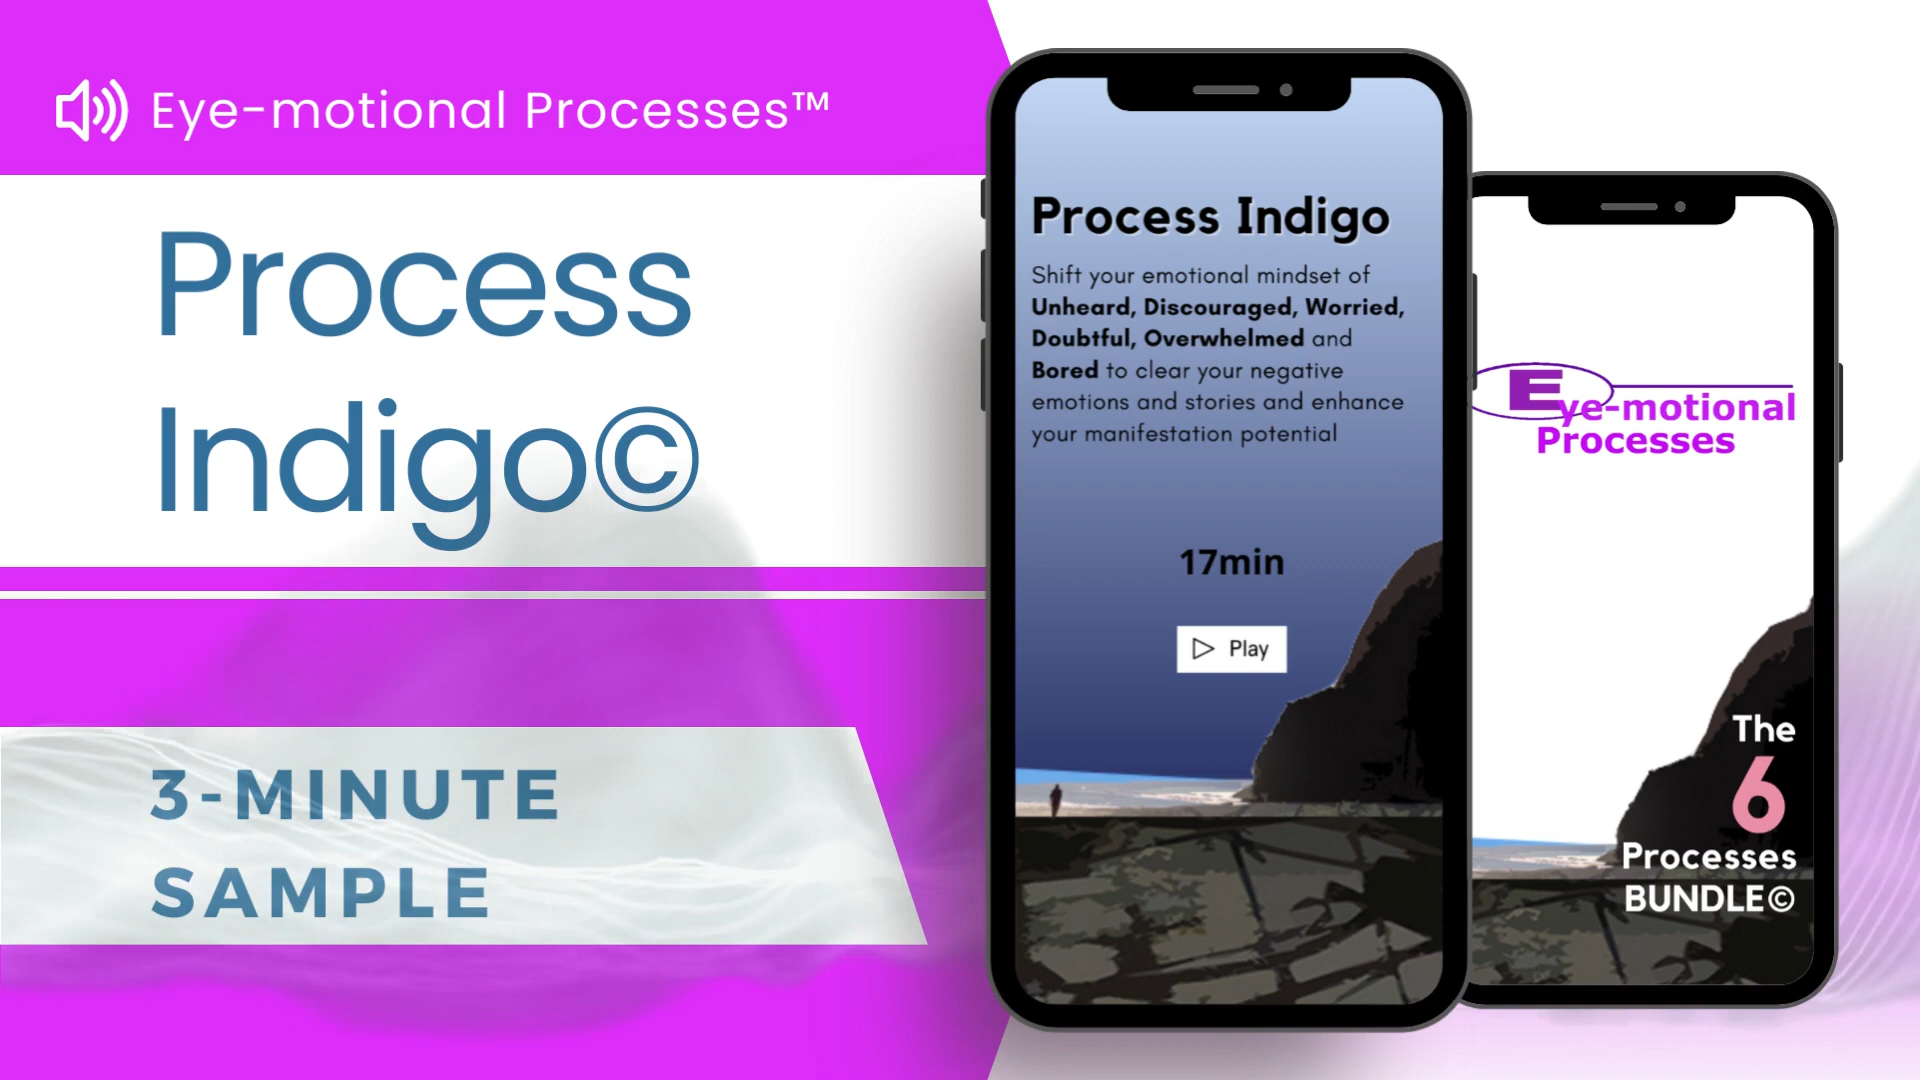 Eye-motional Processes™
Process
Indigo©
3-MINUTE
SAMPLE
Process Indigo
Shift your emotional mindset of
Unheard, Discouraged, Worried,
Doubtful, Overwhelmed and
Bored to clear your negative
emotions and stories and enhance
your manifestation potential
17min
Play
Eye-motional
Processes
The
6
Processes
BUNDLE©